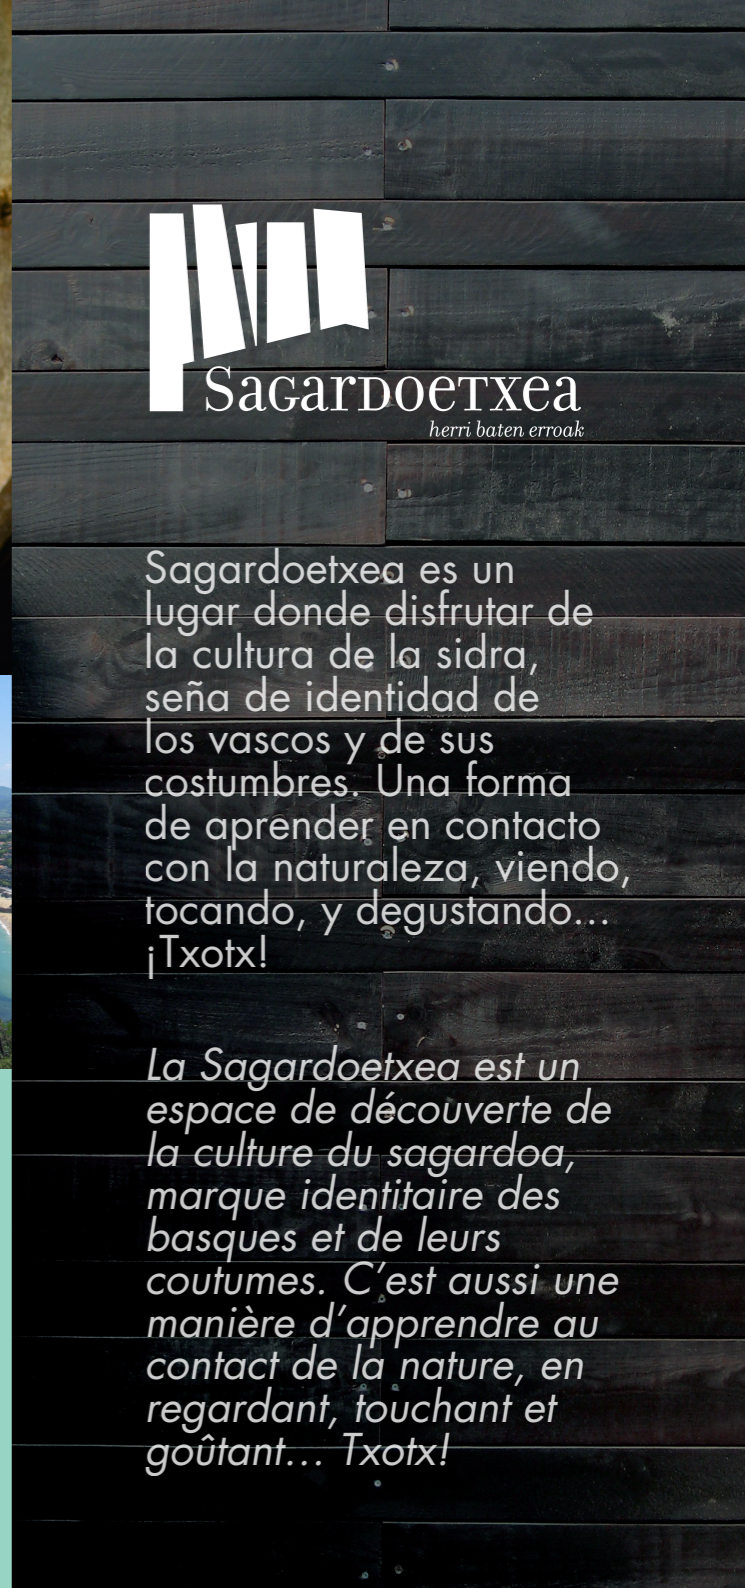 Sagardoetxea
herri baten erroak
Sagardoetxea es un
lugar donde disfrutar de
la cultura de la sidra,
seña de identidad de
los vascos y de sus
costumbres. Una forma
de aprender en contacto
con la naturaleza, viendo,
tocando, y degustando...
¡Txotx!
La Sagardoetxea est un
espace de découverte de
la culture du sagardoa,
marque identitaire des
basques et de leurs
coutumes. C’est aussi une
manière d’apprendre au
contact de la nature, en
regardant, touchant et
goûtant... Txotx!